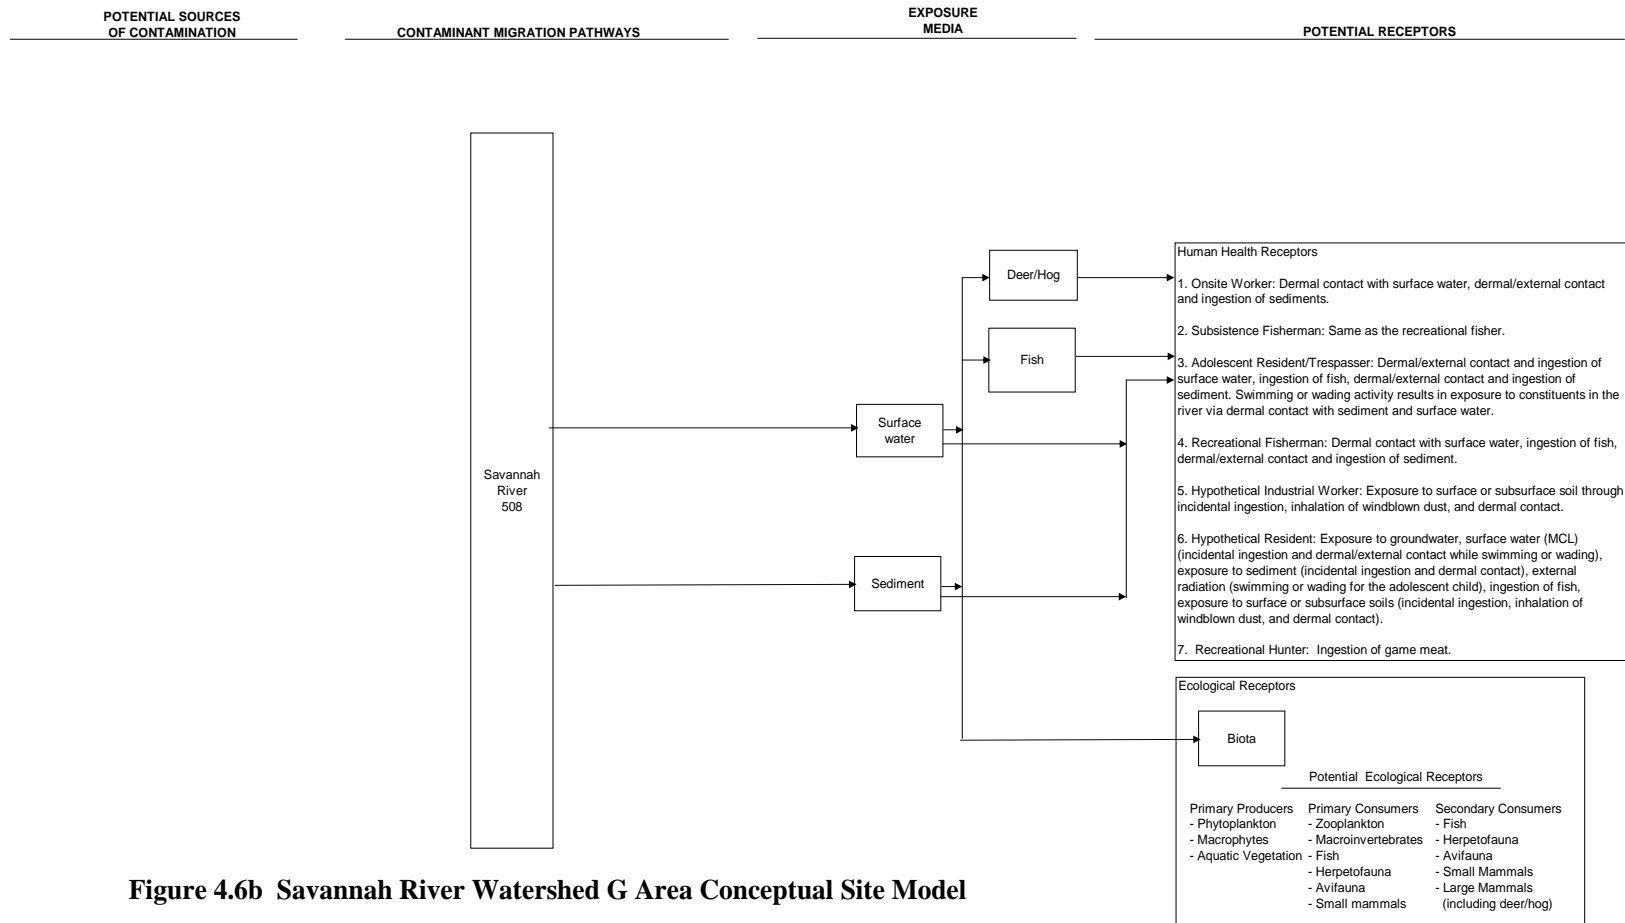 POTENTIAL SOURCES
OF CONTAMINATION
CONTAMINANT MIGRATION PATHWAYS
EXPOSURE
MEDIA
POTENTIAL RECEPTORS
Savannah
River
508
Surface
water
Sediment
Deer/Hog
Fish
Human Health Receptors
1. Onsite Worker: Dermal contact with surface water, dermal/external contact
and ingestion of sediments.
2. Subsistence Fisherman: Same as the recreational fisher.
3. Adolescent Resident/Trespasser: Dermal/external contact and ingestion of
surface water, ingestion of fish, dermal/external contact and ingestion of
sediment. Swimming or wading activity results in exposure to constituents in the
river via dermal contact with sediment and surface water.
4. Recreational Fisherman: Dermal contact with surface water, ingestion of fish,
dermal/external contact and ingestion of sediment.
5. Hypothetical Industrial Worker: Exposure to surface or subsurface soil through
incidental ingestion, inhalation of windblown dust, and dermal contact.
6. Hypothetical Resident: Exposure to groundwater, surface water (MCL)
(incidental ingestion and dermal/external contact while swimming or wading),
exposure to sediment (incidental ingestion and dermal contact), external
radiation (swimming or wading for the adolescent child), ingestion of fish,
exposure to surface or subsurface soils (incidental ingestion, inhalation of
windblown dust, and dermal contact).
7. Recreational Hunter: Ingestion of game meat.
Ecological Receptors
Biota
Potential Ecological Receptors
Primary Producers
- Phytoplankton
- Macrophytes
- Aquatic Vegetation
Primary Consumers
- Zooplankton
- Macroinvertebrates
- Fish
- Herpetofauna
- Avifauna
- Small mammals
Secondary Consumers
- Fish
- Herpetofauna
- Avifauna
- Small Mammals
- Large Mammals
(including deer/hog)
Figure 4.6b Savannah River Watershed G Area Conceptual Site Model